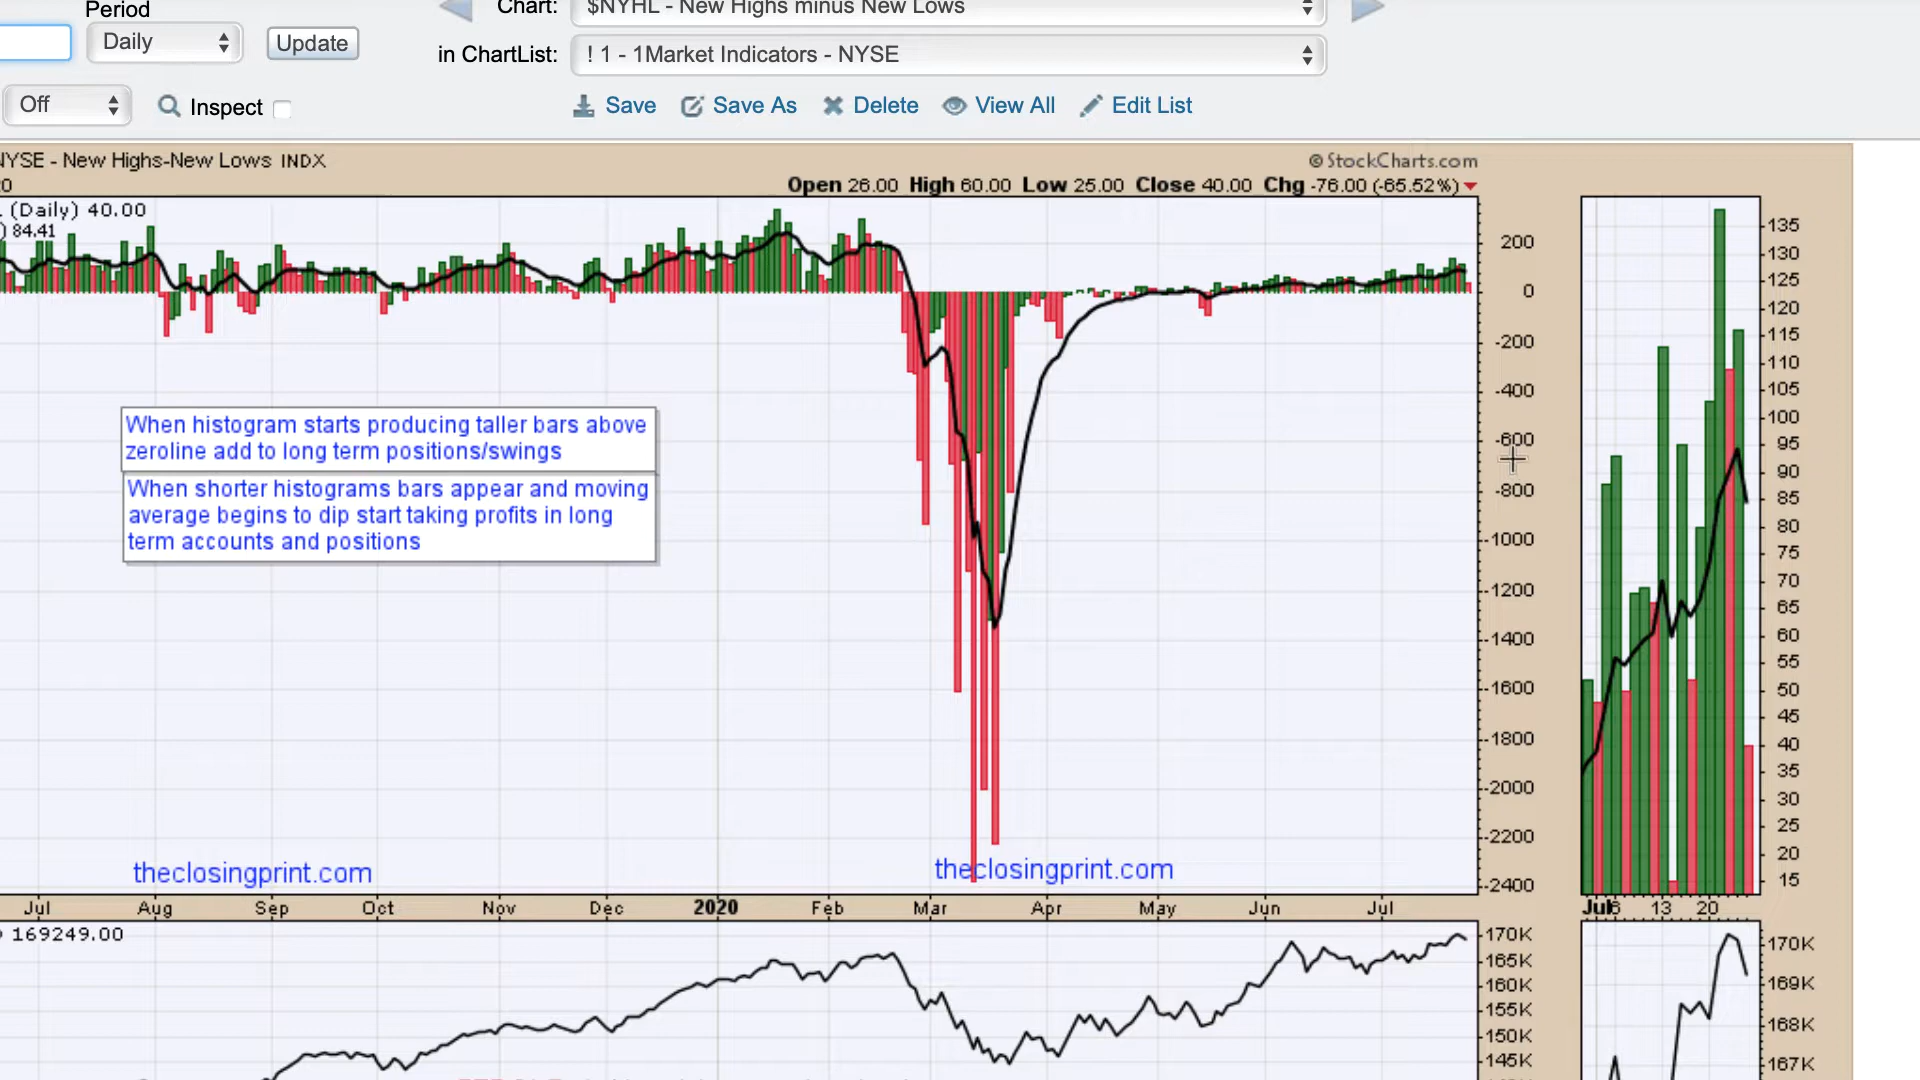 Period
Chart: $NYHL - New Highs minus New Lows
Daily
Update
in ChartList: ! 1 - 1Market Indicators - NYSE
Off
Inspect
Save Save As Delete View All Edit List
NYSE - New Highs-New Lows INDX
© StockCharts.com
Open 26.00 High 60.00 Low 25.00 Close 40.00 Chg -76.00 (-65.52%)
(Daily) 40.00
) 84.41
200
0
-200
-400
-600
-800
-1000
-1200
-1400
-1600
-1800
-2000
-2200
-2400
135
130
125
120
115
110
105
100
95
90
85
80
75
70
65
60
55
50
45
40
35
30
25
20
15
When histogram starts producing taller bars above
zeroline add to long term positions/swings
When shorter histograms bars appear and moving
average begins to dip start taking profits in long
term accounts and positions
theclosingprint.com
theclosingprint.com
Jul Aug Sep Oct Nov Dec 2020 Feb Mar Apr May Jun Jul
Jul 6 13 20
169249.00
170K
165K
160K
155K
150K
145K
170K
169K
168K
167K